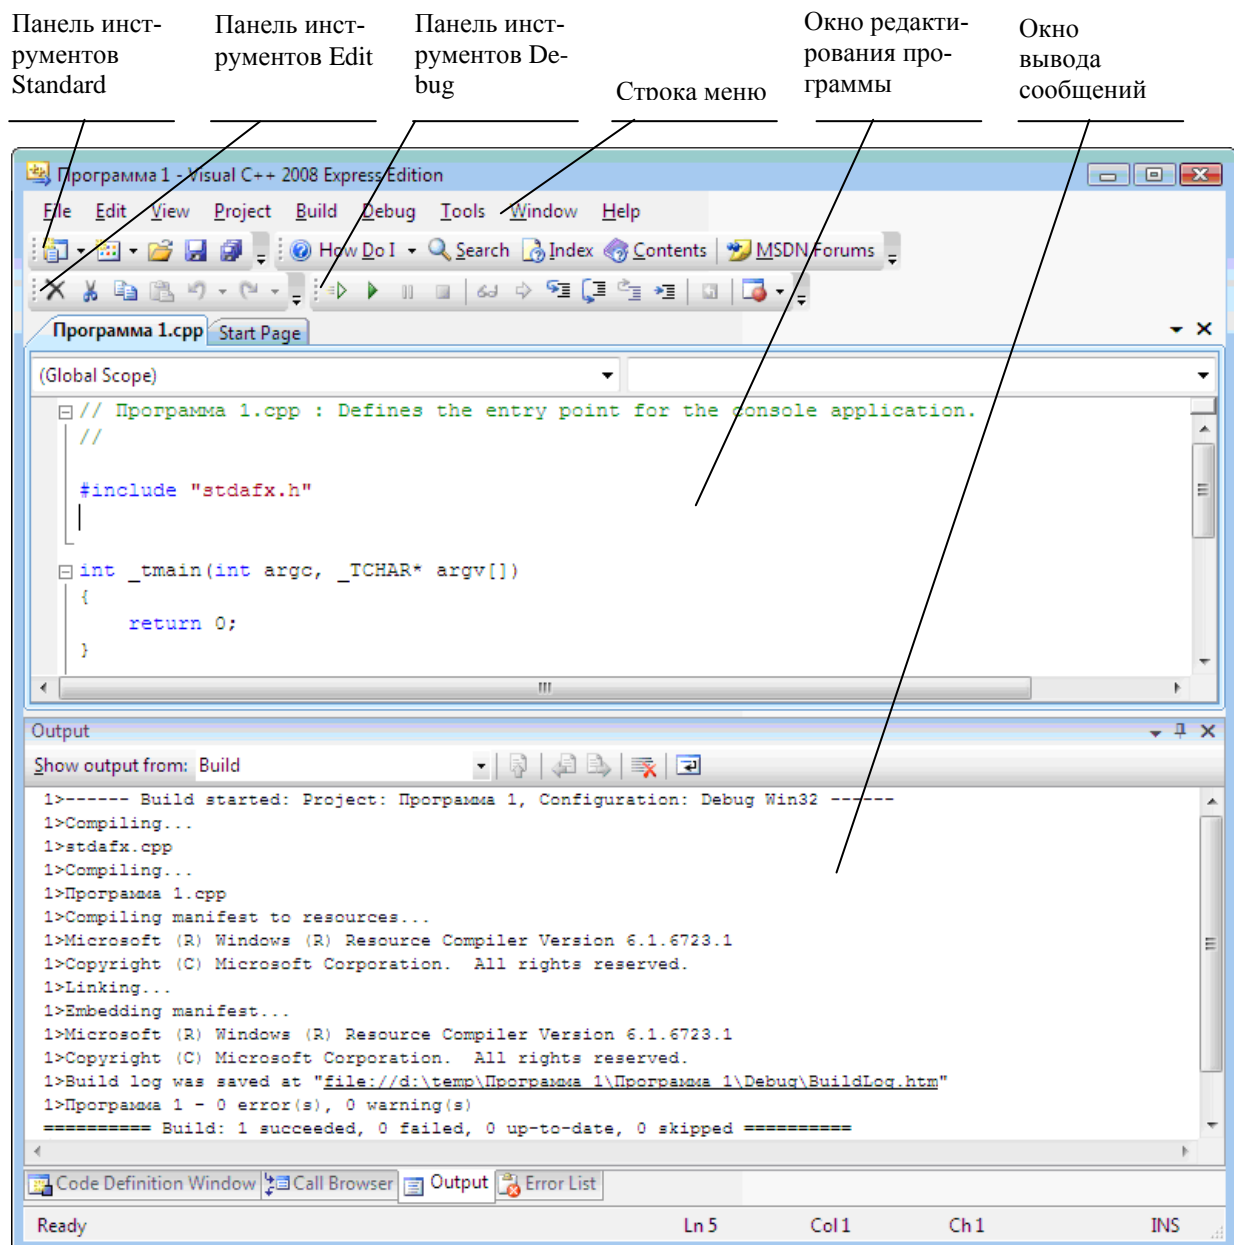 Панель инст-
рументов
Standard
Панель инст-
рументов Edit
Панель инст-
рументов De-
bug
Строка меню
Окно редакти-
рования про-
граммы
Окно
вывода
сообщений
Программа 1 - Visual C++ 2008 Express Edition
File Edit View Project Build Debug Tools Window Help
How Do I Search Index Contents MSDN Forums
Программа 1.cpp Start Page
(Global Scope)
// Программа 1.cpp : Defines the entry point for the console application.
//
#include "stdafx.h"
int _tmain(int argc, _TCHAR* argv[])
{
return 0;
}
Output
Show output from: Build
1>------ Build started: Project: Программа 1, Configuration: Debug Win32 ------
1>Compiling...
1>stdafx.cpp
1>Compiling...
1>Программа 1.cpp
1>Compiling manifest to resources...
1>Microsoft (R) Windows (R) Resource Compiler Version 6.1.6723.1
1>Copyright (C) Microsoft Corporation.  All rights reserved.
1>Linking...
1>Embedding manifest...
1>Microsoft (R) Windows (R) Resource Compiler Version 6.1.6723.1
1>Copyright (C) Microsoft Corporation.  All rights reserved.
1>Build log was saved at "file://d:\temp\Программа 1\Программа 1\Debug\BuildLog.htm"
1>Программа 1 - 0 error(s), 0 warning(s)
========== Build: 1 succeeded, 0 failed, 0 up-to-date, 0 skipped ==========
Code Definition Window Call Browser Output Error List
Ready Ln 5 Col 1 Ch 1 INS